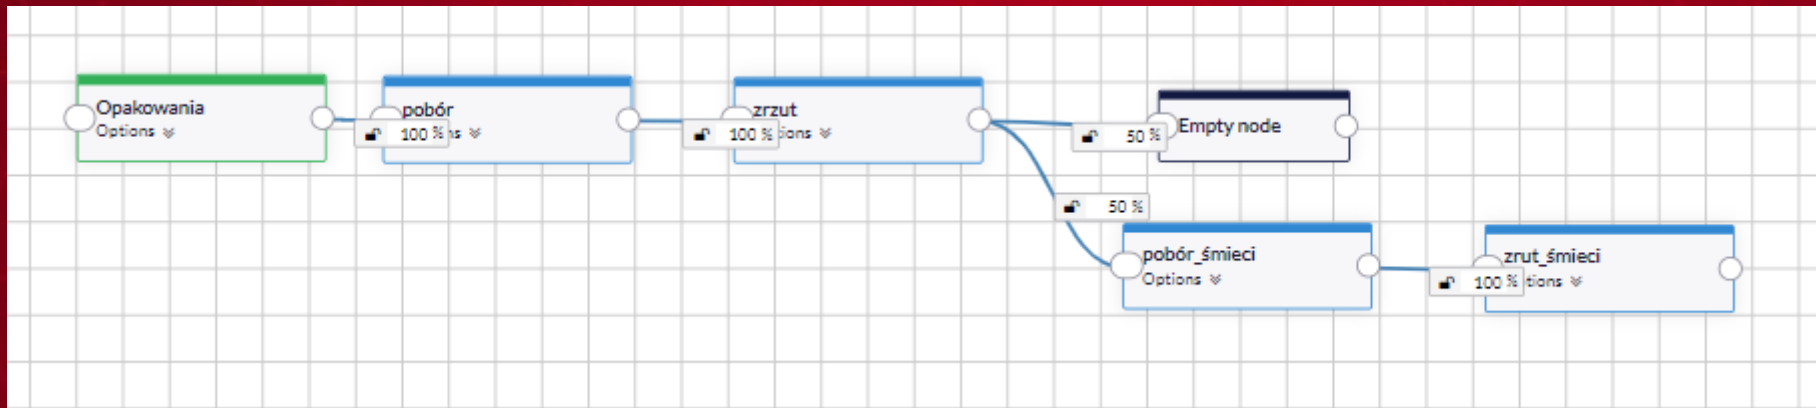 Opakowania
Options
pobór
100 %
zrzut
100 %
50 %
Empty node
50 %
pobór_śmieci
Options
zrut_śmieci
100 %